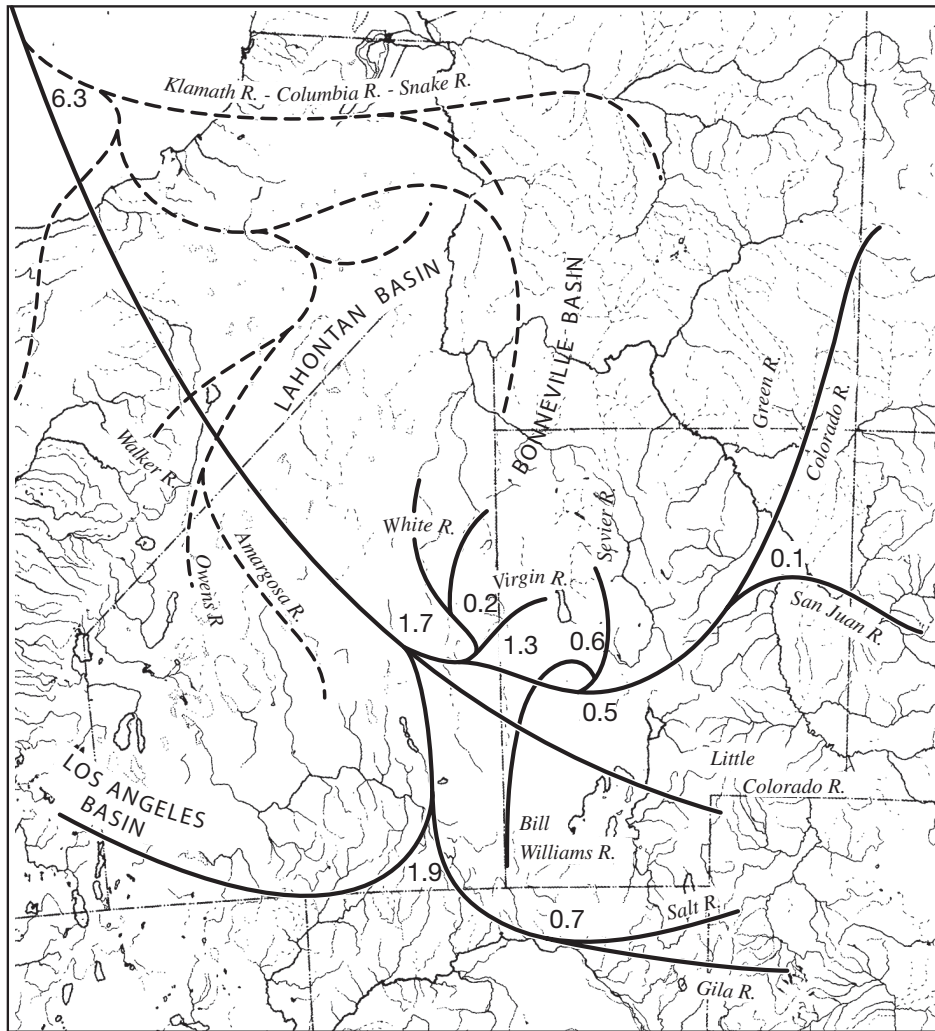 Klamath R. - Columbia R. - Snake R.
6.3
LAHONTAN BASIN
BONNEVILLE BASIN
Green R.
Colorado R.
Walker R.
White R.
Sevier R.
Owens R
Amargosa R.
Virgin R.
0.1
San Juan R.
0.2
1.7
1.3
0.6
0.5
LOS ANGELES
BASIN
Little
Colorado R.
Bill
Williams R.
1.9
0.7
Salt R.
Gila R.